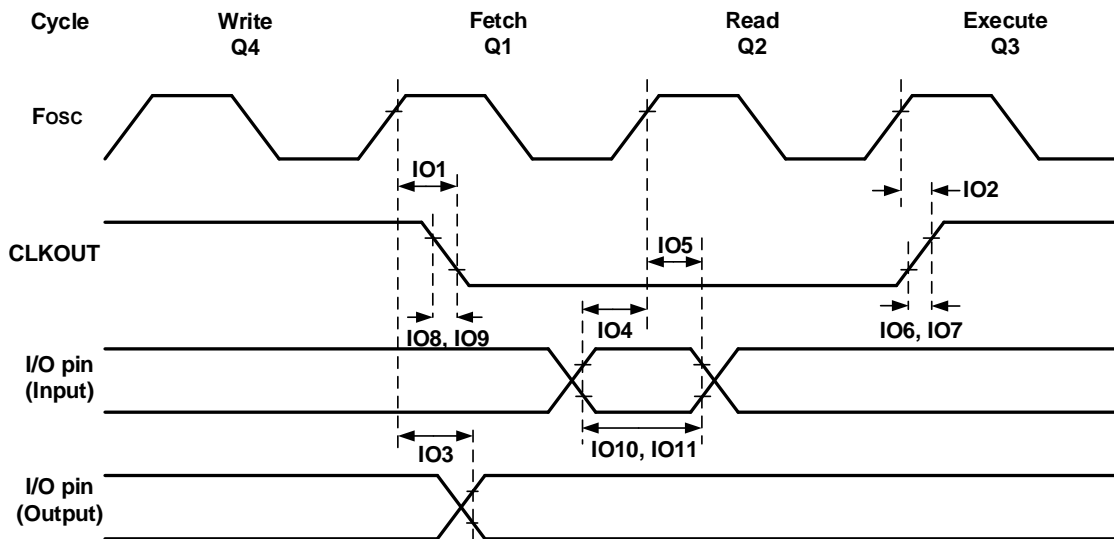 Cycle
Write
Q4
Fetch
Q1
Read
Q2
Execute
Q3
Fosc
IO1
IO2
CLKOUT
IO5
IO8, IO9
IO4
IO6, IO7
I/O pin
(Input)
IO10, IO11
IO3
I/O pin
(Output)